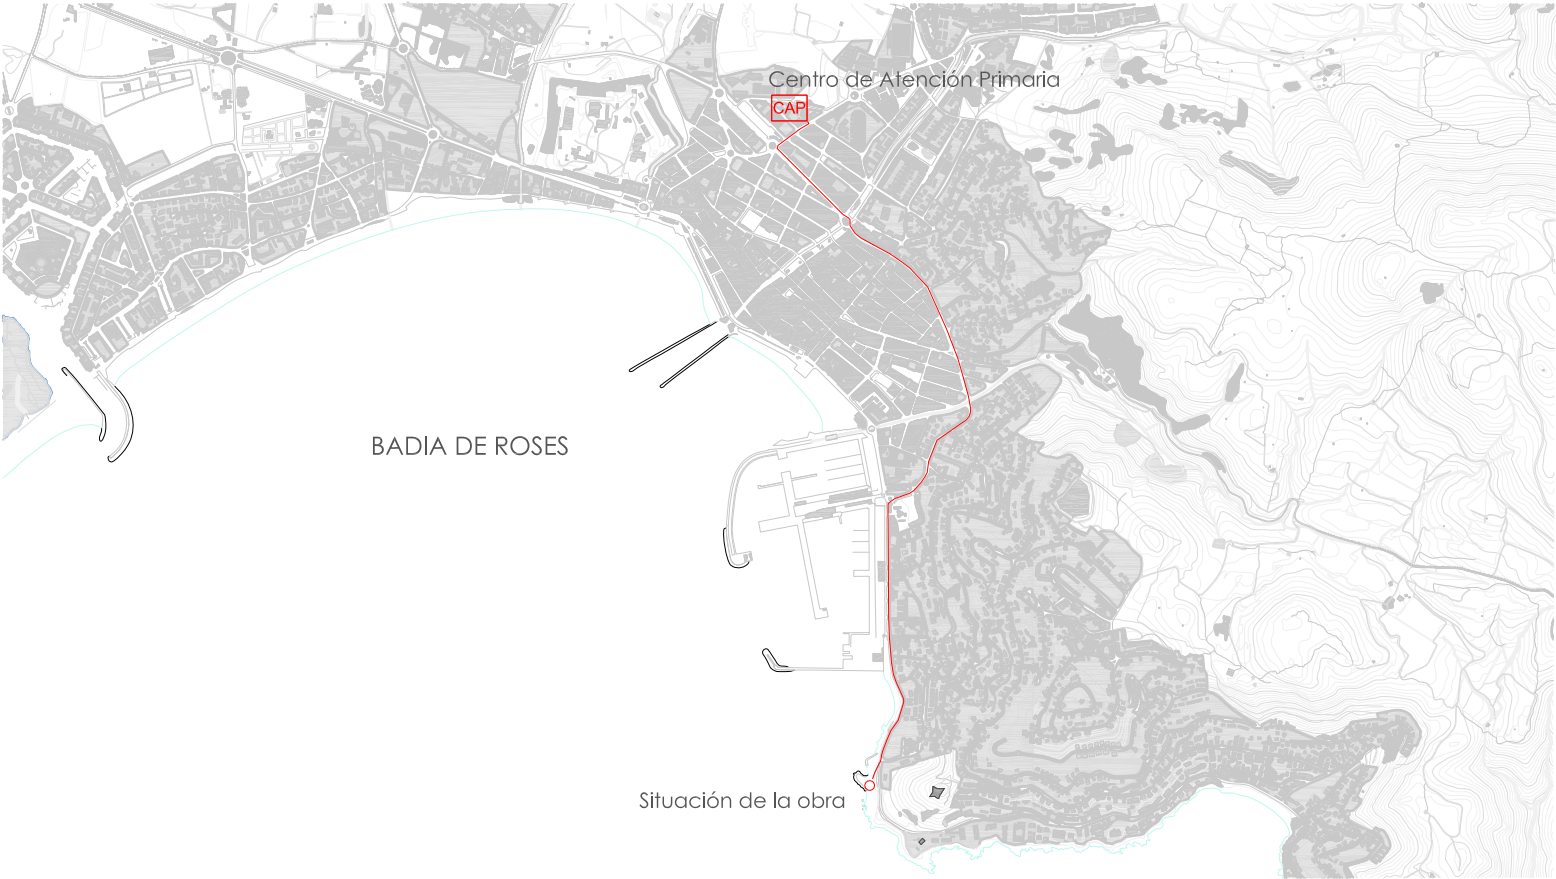 Centro de Atención Primaria
CAP
BADIA DE ROSES
Situación de la obra